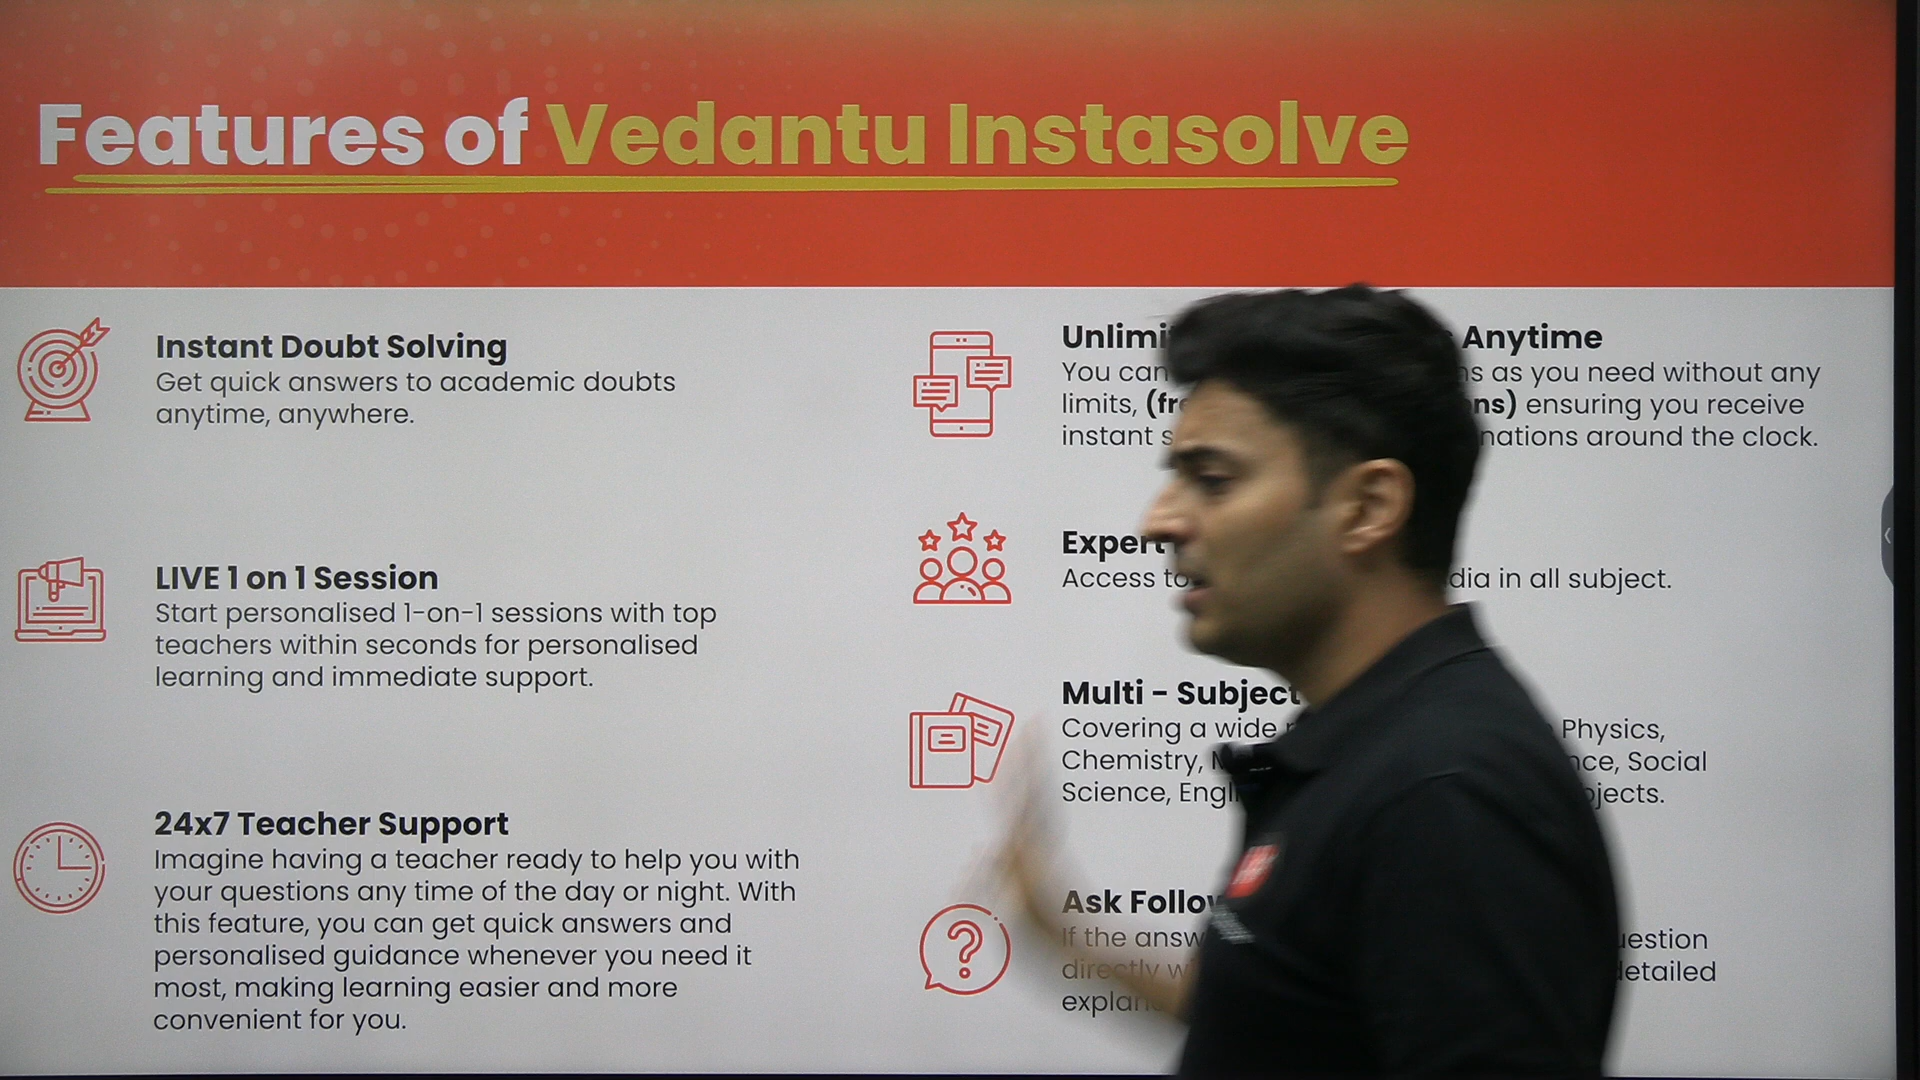 Features of Vedantu Instasolve
Instant Doubt Solving
Get quick answers to academic doubts
anytime, anywhere.
LIVE 1 on 1 Session
Start personalised 1-on-1 sessions with top
teachers within seconds for personalised
learning and immediate support.
24x7 Teacher Support
Imagine having a teacher ready to help you with
your questions any time of the day or night. With
this feature, you can get quick answers and
personalised guidance whenever you need it
most, making learning easier and more
convenient for you.
Anytime
You can as you need without any
limits, ensuring you receive
instant around the clock.
Expert
Access in all subject.
Multi - Subject
Covering a wide Physics,
Chemistry, Social
Science,
Ask
If the
directly